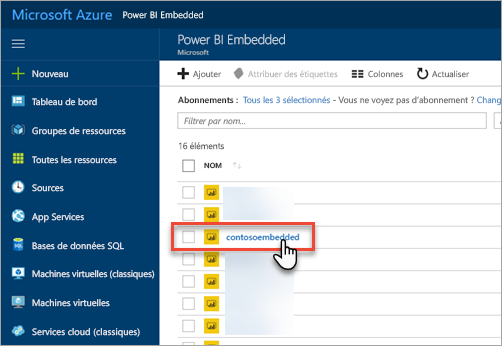 Microsoft Azure Power BI Embedded
Power BI Embedded
Microsoft
Nouveau
Tableau de bord
Groupes de ressources
Toutes les ressources
Sources
App Services
Bases de données SQL
Machines virtuelles (classiques)
Machines virtuelles
Services cloud (classiques)
Ajouter Attribuer des étiquettes Colonnes Actualiser
Abonnements : Tous les 3 sélectionnés - Vous ne voyez pas d'abonnement ? Chang
Filtrer par nom...
16 éléments
NOM
contosoembedded